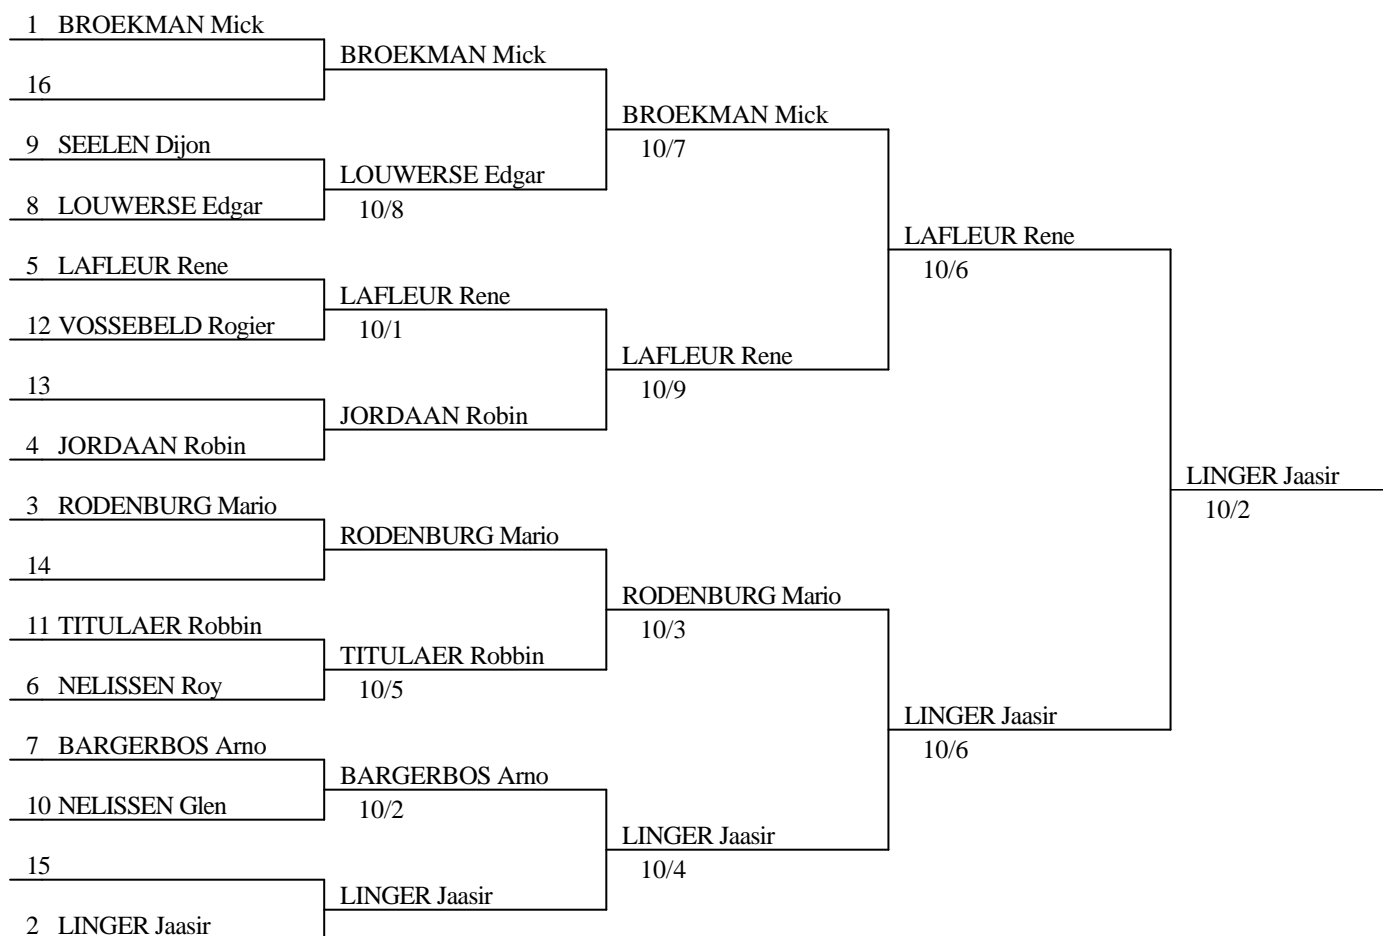 1 BROEKMAN Mick
BROEKMAN Mick
16
BROEKMAN Mick
10/7
9 SEELEN Dijon
LOUWERSE Edgar
10/8
8 LOUWERSE Edgar
LAFLEUR Rene
10/6
5 LAFLEUR Rene
LAFLEUR Rene
10/1
12 VOSSEBELD Rogier
LAFLEUR Rene
10/9
13
JORDAAN Robin
4 JORDAAN Robin
LINGER Jaasir
10/2
3 RODENBURG Mario
RODENBURG Mario
14
RODENBURG Mario
10/3
11 TITULAER Robbin
TITULAER Robbin
10/5
6 NELISSEN Roy
LINGER Jaasir
10/6
7 BARGERBOS Arno
BARGERBOS Arno
10/2
10 NELISSEN Glen
LINGER Jaasir
10/4
15
LINGER Jaasir
2 LINGER Jaasir